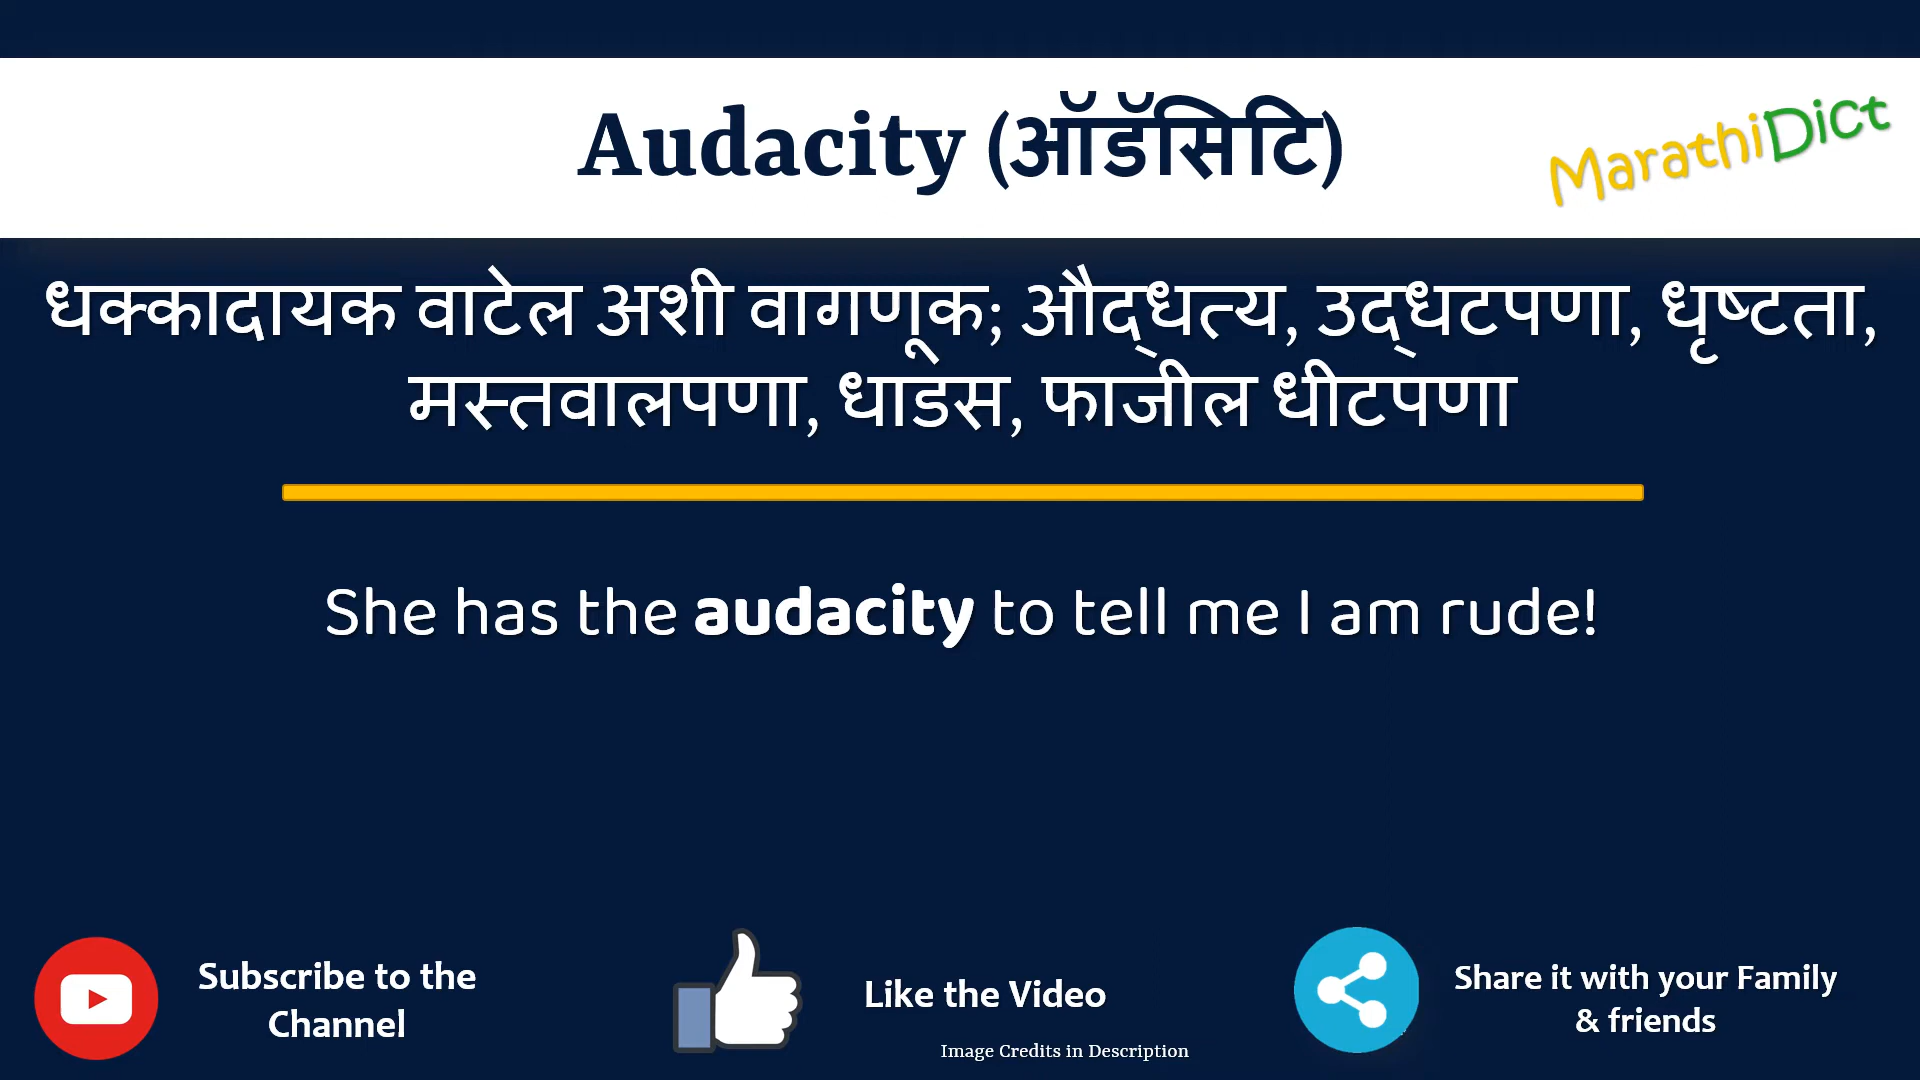 Audacity (ऑडॅसिटि)
MarathiDict
धक्कादायक वाटेल अशी वागणूक; औद्‌धत्य, उद्‌धटपणा, धृष्टता,
मस्तवालपणा, धाडस, फाजील धीटपणा
She has the audacity to tell me I am rude!
Subscribe to the
Channel
Like the Video
Share it with your Family
& friends
Image Credits in Description